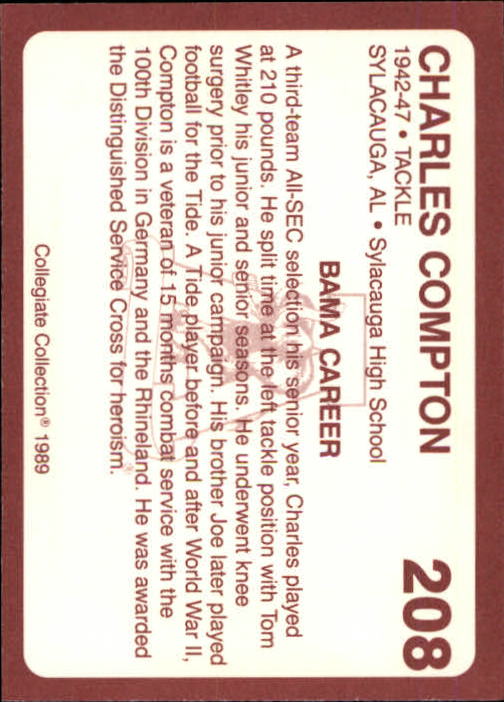 CHARLES COMPTON 208
1942-47 • TACKLE
SYLACAUGA, AL • Sylacauga High School
BAMA CAREER
A third-team All-SEC selection his senior year, Charles played
at 210 pounds. He split time at the left tackle position with Tom
Whitley his junior and senior seasons. He underwent knee
surgery prior to his junior campaign. His brother Joe later played
football for the Tide. A Tide player before and after World War II,
Compton is a veteran of 15 months combat service with the
100th Division in Germany and the Rhineland. He was awarded
the Distinguished Service Cross for heroism.
Collegiate Collection® 1989